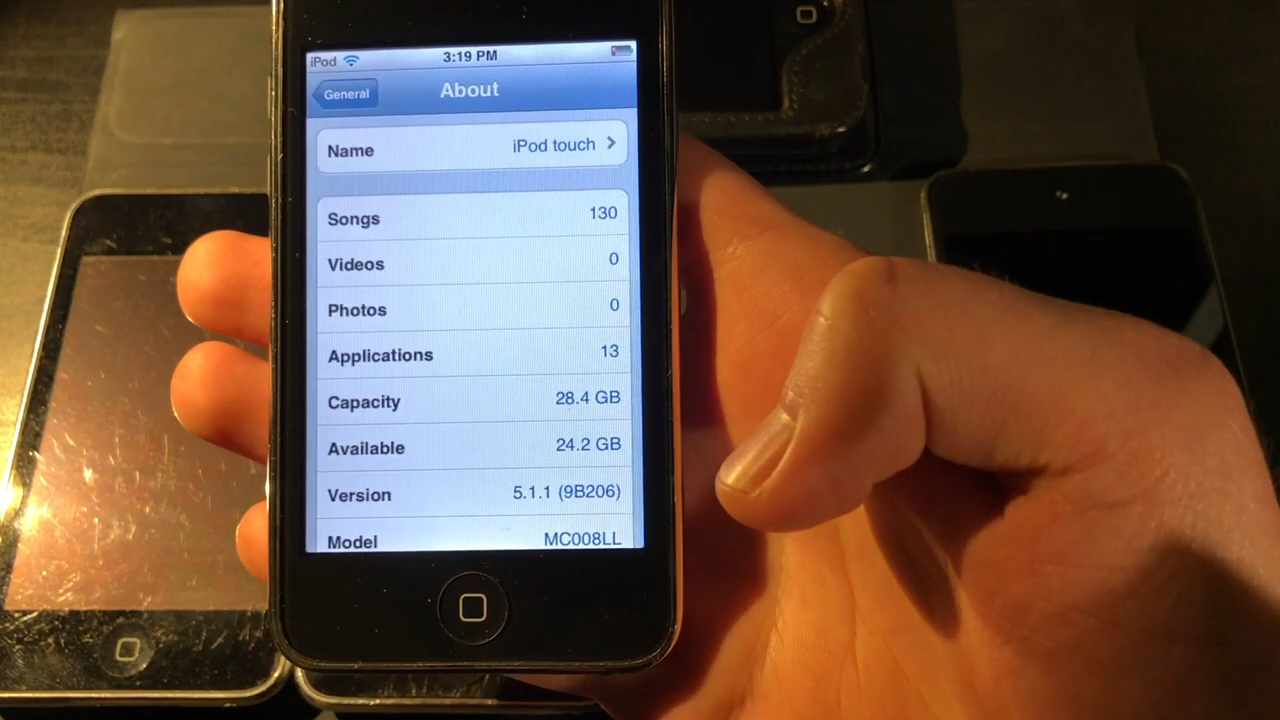 iPod 3:19 PM
General About
Name iPod touch
Songs 130
Videos 0
Photos 0
Applications 13
Capacity 28.4 GB
Available 24.2 GB
Version 5.1.1 (9B206)
Model MC008LL